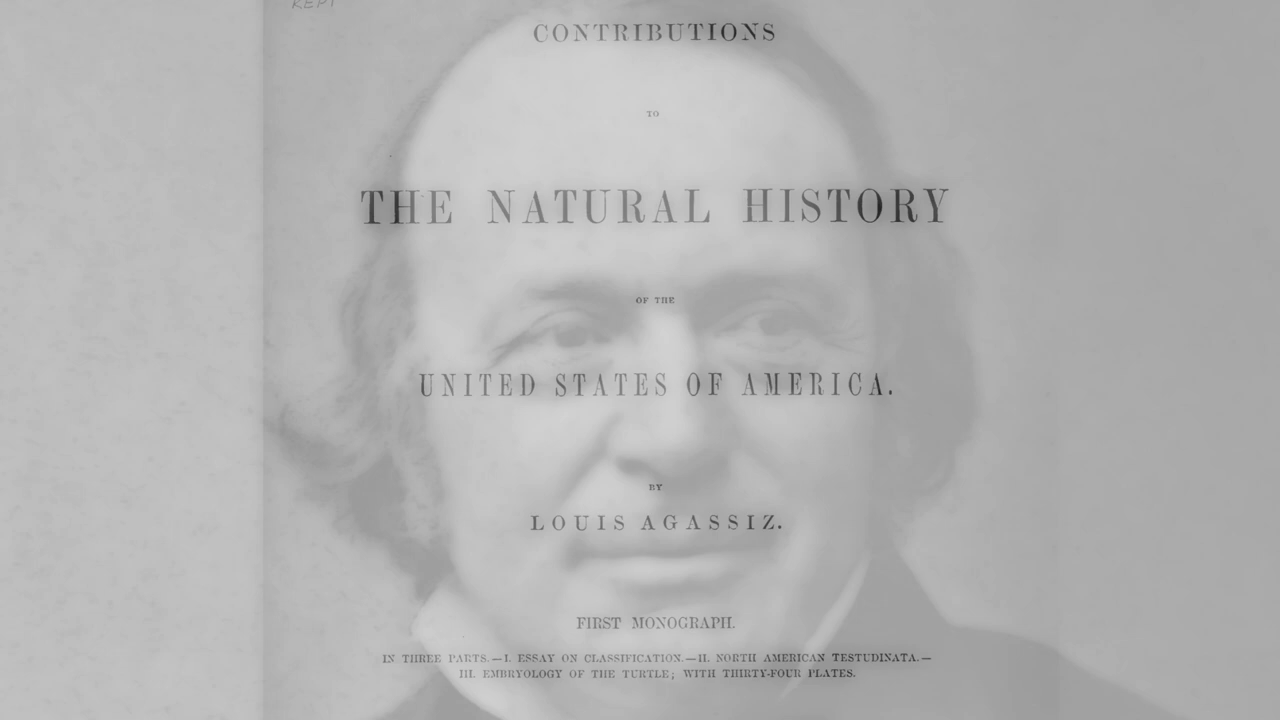 KEPT
CONTRIBUTIONS
TO
THE NATURAL HISTORY
OF THE
UNITED STATES OF AMERICA.
BY
LOUIS AGASSIZ.
FIRST MONOGRAPH.
IN THREE PARTS.—I. ESSAY ON CLASSIFICATION.—II. NORTH AMERICAN TESTUDINATA.—
III. EMBRYOLOGY OF THE TURTLE; WITH THIRTY-FOUR PLATES.